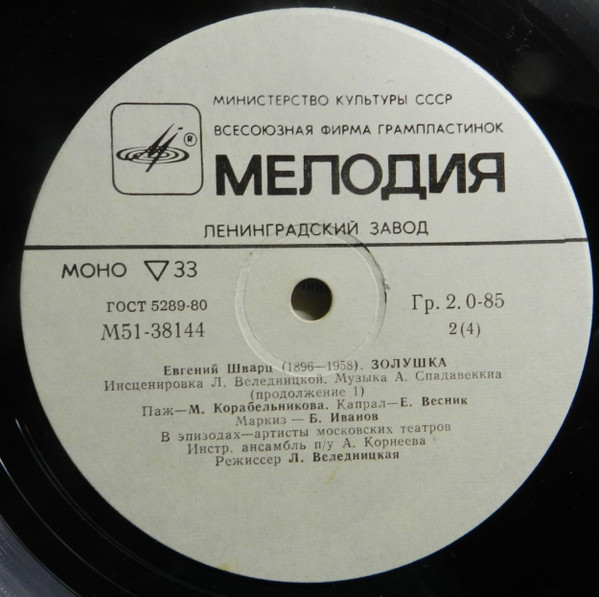 МИНИСТЕРСТВО КУЛЬТУРЫ СССР
ВСЕСОЮЗНАЯ ФИРМА ГРАМПЛАСТИНОК
®
МЕЛОДИЯ
ЛЕНИНГРАДСКИЙ ЗАВОД
МОНО ▽ 33
ГОСТ 5289-80
Гр. 2. 0-85
М51-38144
2(4)
Евгений Шварц (1896—1958). ЗОЛУШКА
Инсценировка Л. Веледницкой. Музыка А. Спадавеккиа
(продолжение 1)
Паж—М. Корабельникова. Капрал—Е. Весник
Маркиз — Б. Иванов
В эпизодах—артисты московских театров
Инстр. ансамбль п/у А. Корнеева
Режиссер Л. Веледницкая